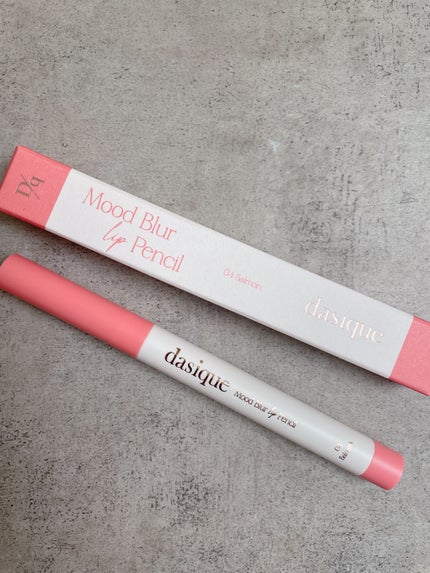 D/q
Mood Blur
lip Pencil
04 Salmon
dasique
dasique
Mood Blur lip Pencil